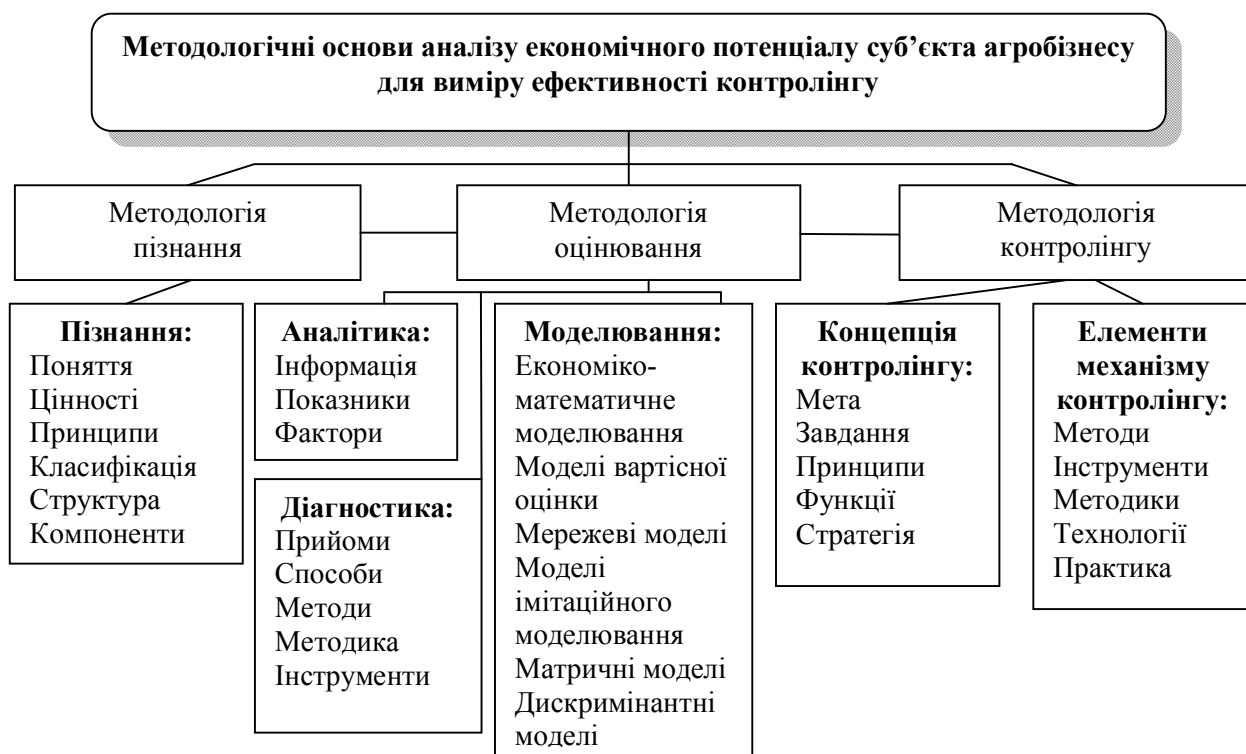 Методологічні основи аналізу економічного потенціалу суб’єкта агробізнесу
для виміру ефективності контролінгу
Методологія
пізнання
Методологія
оцінювання
Методологія
контролінгу
Пізнання:
Поняття
Цінності
Принципи
Класифікація
Структура
Компоненти
Аналітика:
Інформація
Показники
Фактори
Діагностика:
Прийоми
Способи
Методи
Методика
Інструменти
Моделювання:
Економіко-
математичне
моделювання
Моделі вартісної
оцінки
Мережеві моделі
Моделі
імітаційного
моделювання
Матричні моделі
Дискримінантні
моделі
Концепція
контролінгу:
Мета
Завдання
Принципи
Функції
Стратегія
Елементи
механізму
контролінгу:
Методи
Інструменти
Методики
Технології
Практика